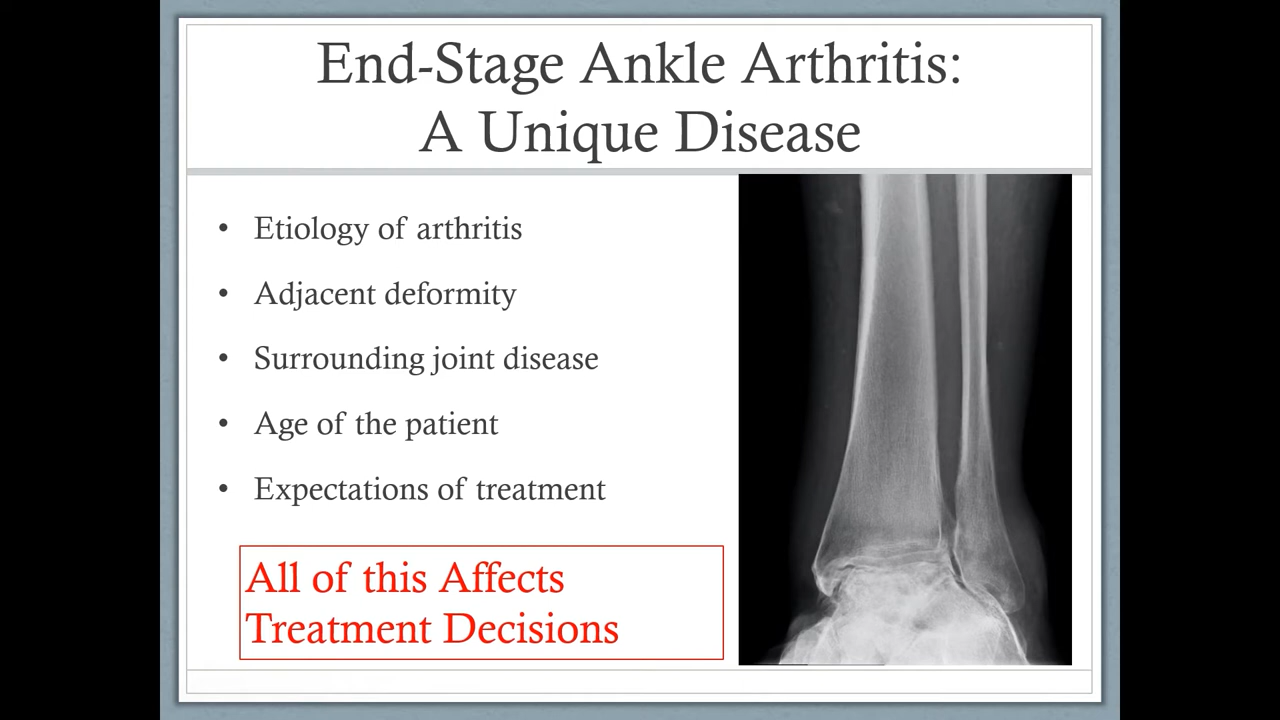 End-Stage Ankle Arthritis:
A Unique Disease
• Etiology of arthritis
• Adjacent deformity
• Surrounding joint disease
• Age of the patient
• Expectations of treatment
All of this Affects
Treatment Decisions